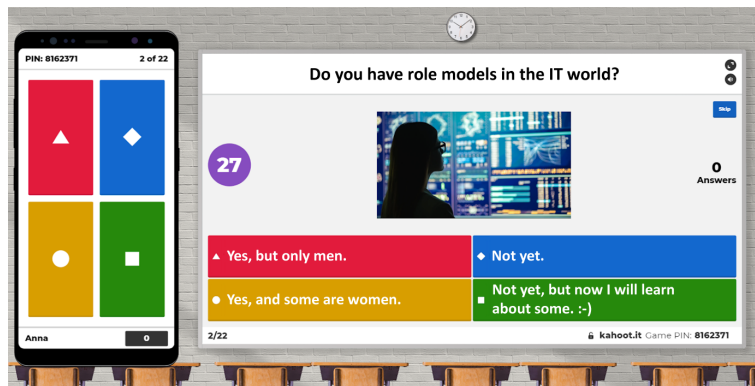 PIN: 8162371 2 of 22
Anna 0
Do you have role models in the IT world?
Skip
27
0
Answers
Yes, but only men.
Not yet.
Yes, and some are women.
Not yet, but now I will learn
about some. :-)
2/22
kahoot.it Game PIN: 8162371